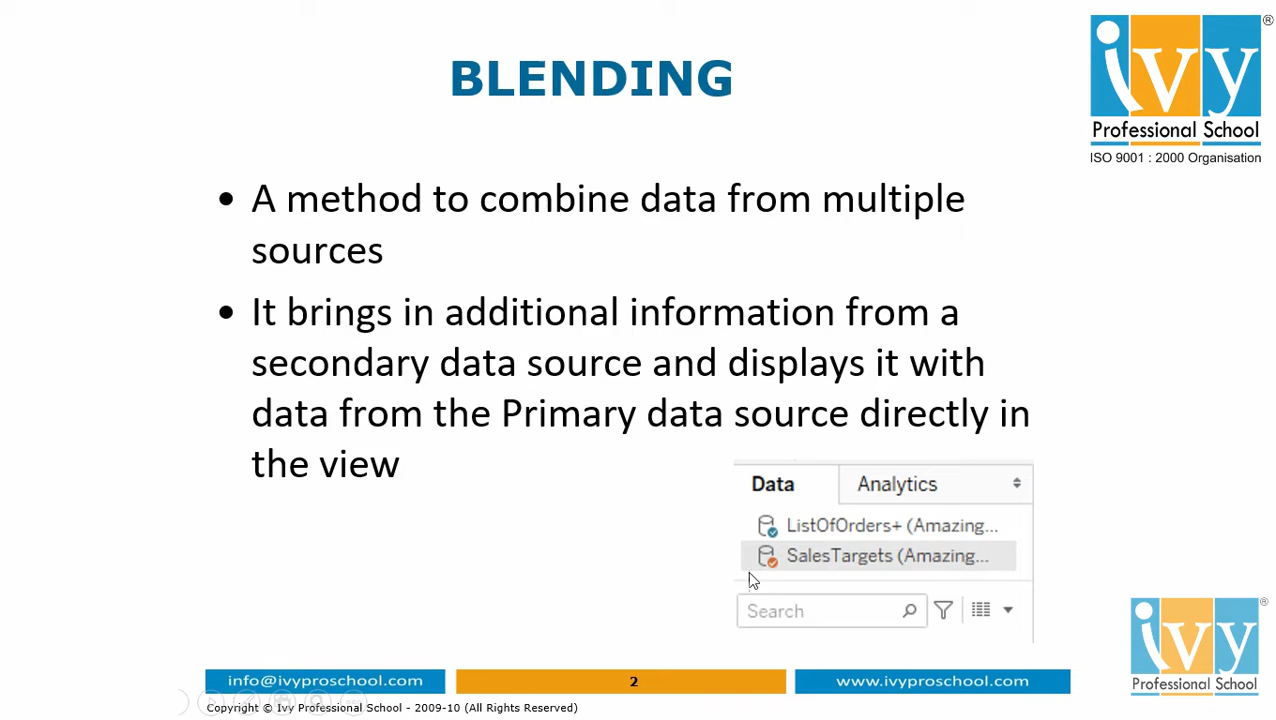 BLENDING
ivy ®
Professional School
ISO 9001 : 2000 Organisation
• A method to combine data from multiple
sources
• It brings in additional information from a
secondary data source and displays it with
data from the Primary data source directly in
the view
Data Analytics
ListOfOrders+ (Amazing...
SalesTargets (Amazing...
Search
ivy ®
Professional School
info@ivyproschool.com 2 www.ivyproschool.com
Copyright © Ivy Professional School - 2009-10 (All Rights Reserved)